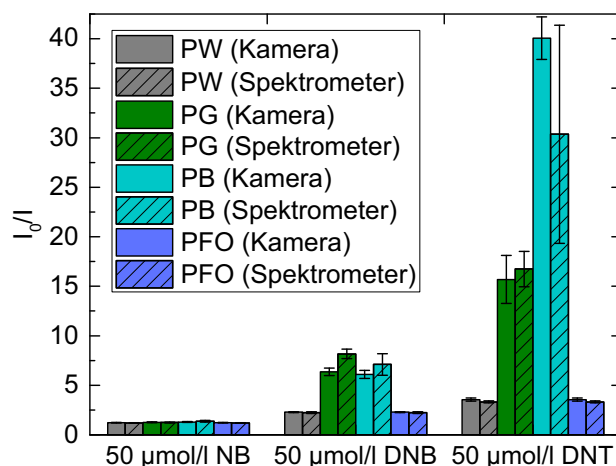 40
35
30
25
20
15
10
5
0
I0/I
PW (Kamera)
PW (Spektrometer)
PG (Kamera)
PG (Spektrometer)
PB (Kamera)
PB (Spektrometer)
PFO (Kamera)
PFO (Spektrometer)
50 µmol/l NB 50 µmol/l DNB 50 µmol/l DNT